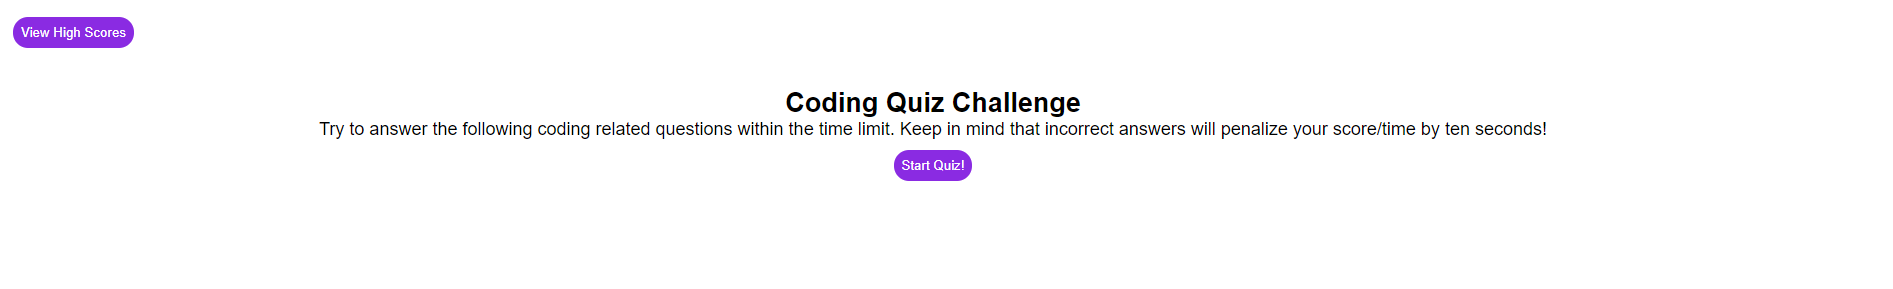 View High Scores
Coding Quiz Challenge
Try to answer the following coding related questions within the time limit. Keep in mind that incorrect answers will penalize your score/time by ten seconds!
Start Quiz!